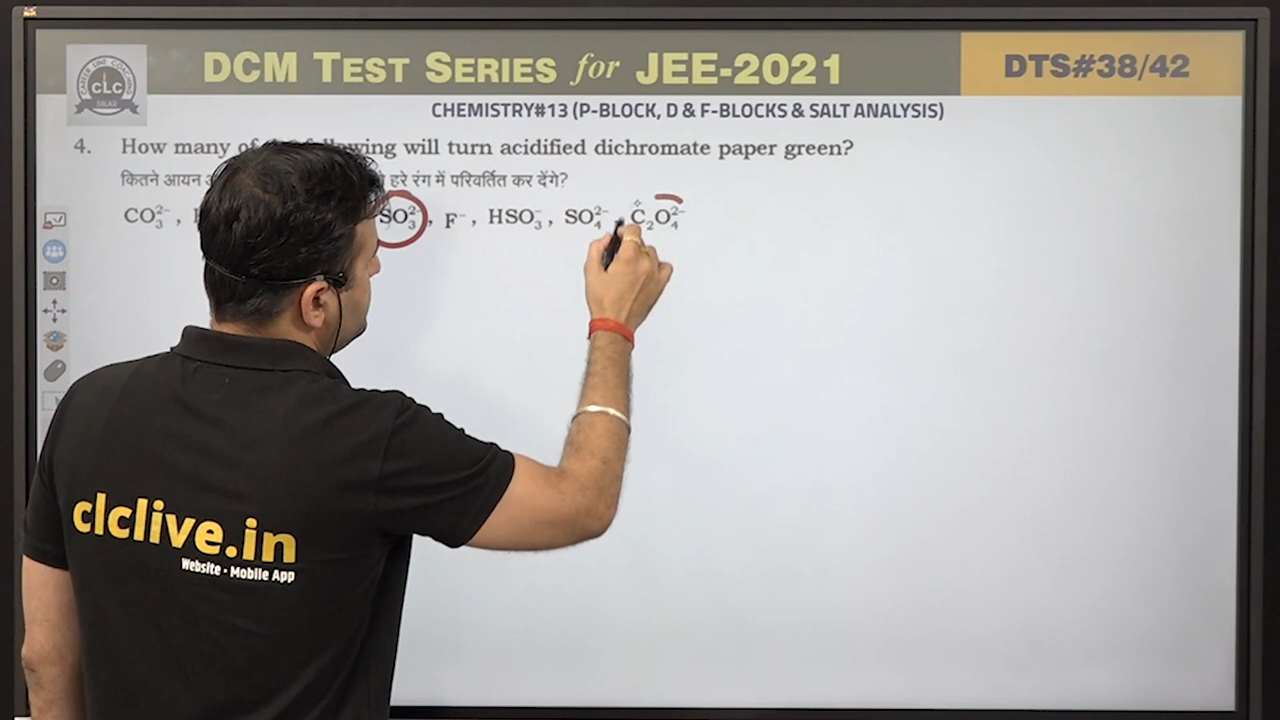 DCM TEST SERIES for JEE-2021
DTS#38/42
CLC
SIKAR
CHEMISTRY#13 (P-BLOCK, D & F-BLOCKS & SALT ANALYSIS)
4. How many of following will turn acidified dichromate paper green?
कितने आयन हरे रंग में परिवर्तित कर देंगे?
CO₃²⁻, SO₃²⁻, F⁻, HSO₃⁻, SO₄²⁻, C₂O₄²⁻
clclive.in
Website • Mobile App